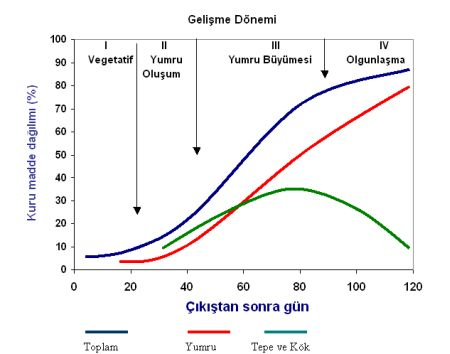 Gelişme Dönemi
I
Vegetatif
II
Yumru
Oluşum
III
Yumru Büyümesi
IV
Olgunlaşma
Kuru madde dağılımı (%)
100
90
80
70
60
50
40
30
20
10
0
0 20 40 60 80 100 120
Çıkıştan sonra gün
Toplam Yumru Tepe ve Kök